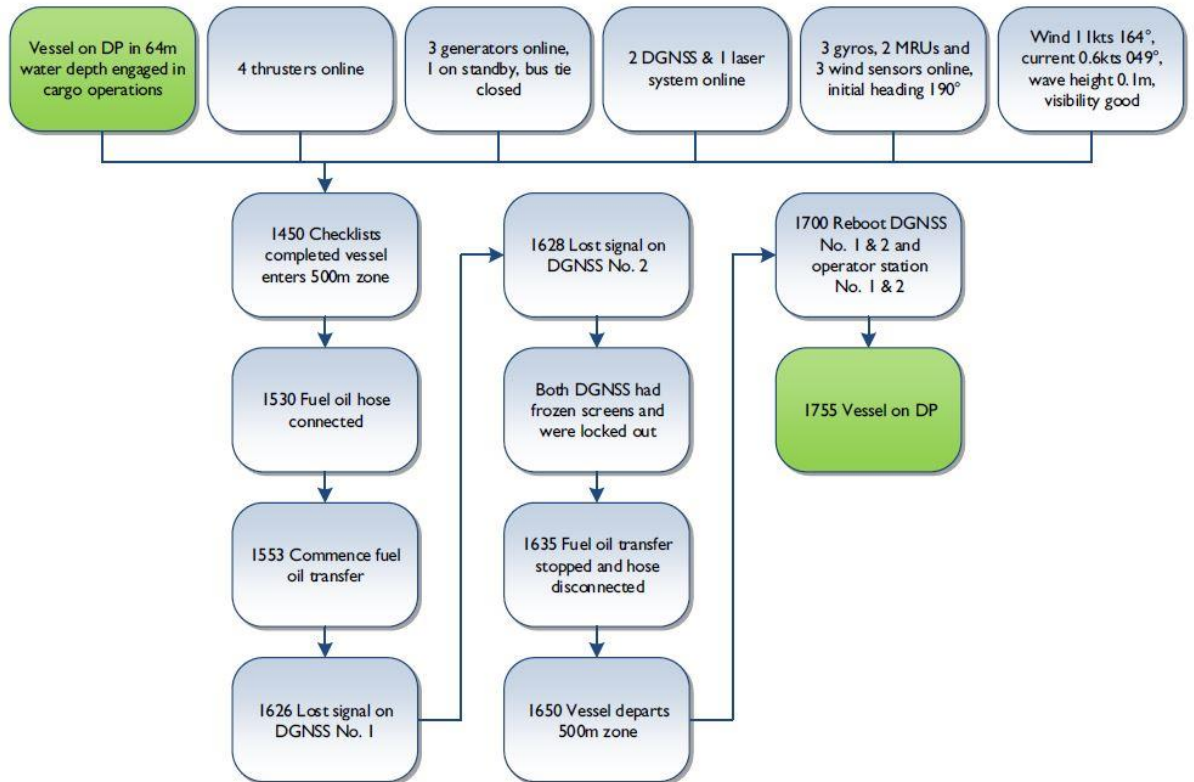 Vessel on DP in 64m
water depth engaged in
cargo operations
4 thrusters online
3 generators online,
1 on standby, bus tie
closed
2 DGNSS & 1 laser
system online
3 gyros, 2 MRUs and
3 wind sensors online,
initial heading 190°
Wind 11kts 164°,
current 0.6kts 049°,
wave height 0.1m,
visibility good
1450 Checklists
completed vessel
enters 500m zone
1530 Fuel oil hose
connected
1553 Commence fuel
oil transfer
1626 Lost signal on
DGNSS No. 1
1628 Lost signal on
DGNSS No. 2
Both DGNSS had
frozen screens and
were locked out
1635 Fuel oil transfer
stopped and hose
disconnected
1650 Vessel departs
500m zone
1700 Reboot DGNSS
No. 1 & 2 and
operator station
No. 1 & 2
1755 Vessel on DP